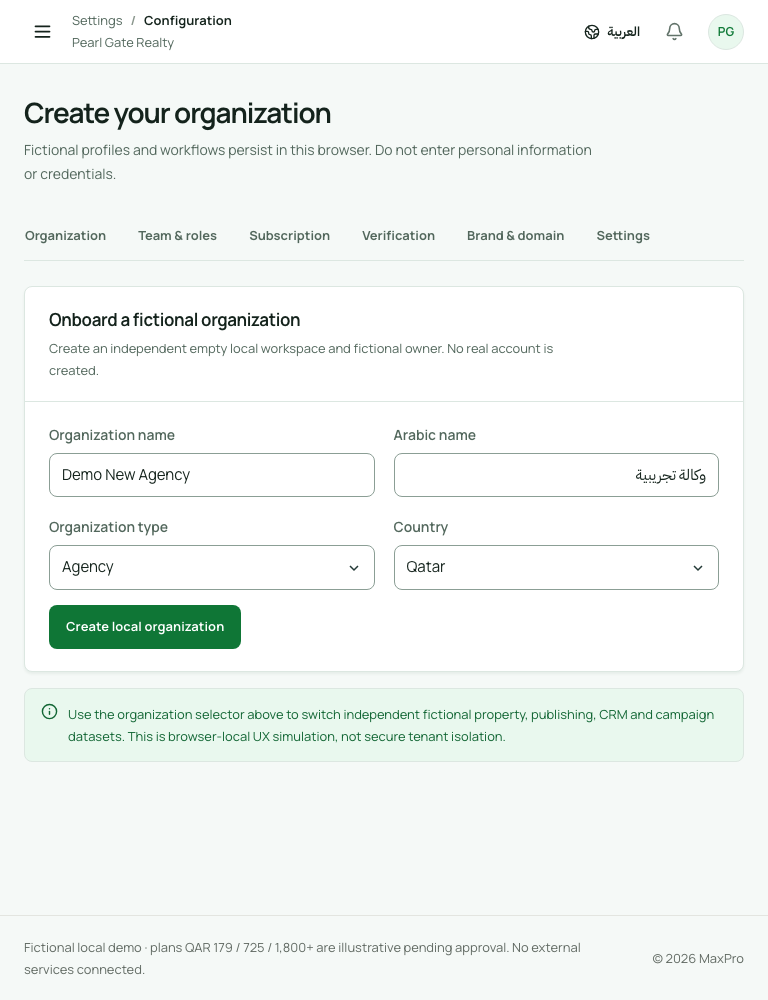 Settings / Configuration
Pearl Gate Realty
العربية
PG
Create your organization
Fictional profiles and workflows persist in this browser. Do not enter personal information
or credentials.
Organization
Team & roles
Subscription
Verification
Brand & domain
Settings
Onboard a fictional organization
Create an independent empty local workspace and fictional owner. No real account is
created.
Organization name
Arabic name
Demo New Agency
وكالة تجريبية
Organization type
Country
Agency
Qatar
Create local organization
Use the organization selector above to switch independent fictional property, publishing, CRM and campaign
datasets. This is browser-local UX simulation, not secure tenant isolation.
Fictional local demo · plans QAR 179 / 725 / 1,800+ are illustrative pending approval. No external
services connected.
© 2026 MaxPro